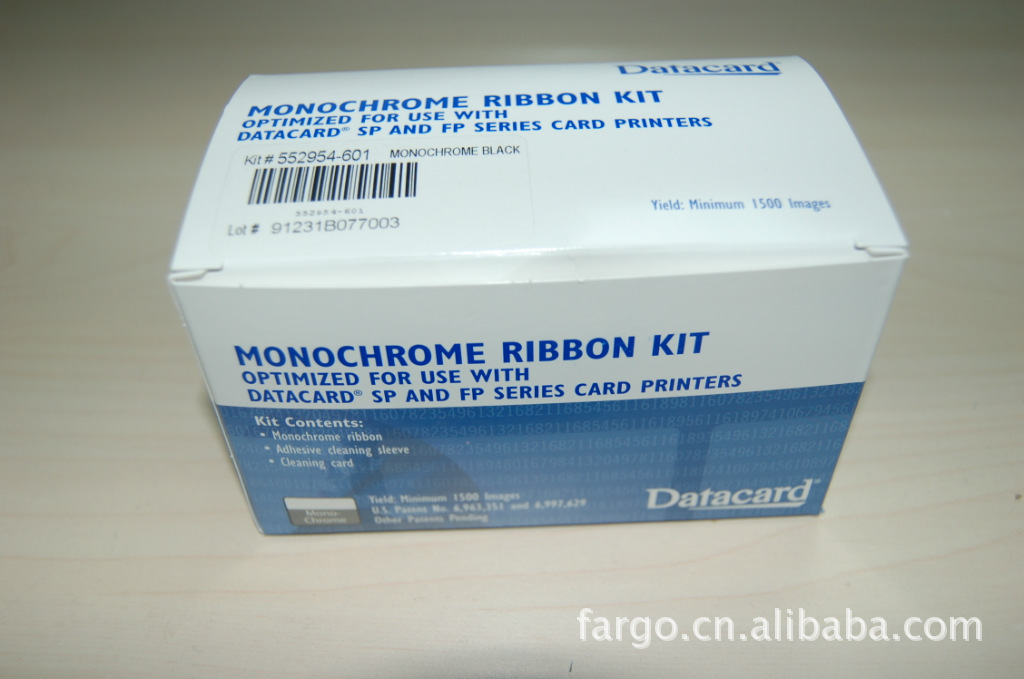 Datacard
MONOCHROME RIBBON KIT
OPTIMIZED FOR USE WITH
DATACARD® SP AND FP SERIES CARD PRINTERS
Kit # 552954-601 MONOCHROME BLACK
552954-601
Lot # 91231B077003
Yield: Minimum 1500 Images
MONOCHROME RIBBON KIT
OPTIMIZED FOR USE WITH
DATACARD® SP AND FP SERIES CARD PRINTERS
Kit Contents:
• Monochrome ribbon
• Adhesive cleaning sleeve
• Cleaning card
Mono-
Chrome
Yield: Minimum 1500 Images
U.S. Patent No. 6,963,351 and 6,997,629
Other Patents Pending
Datacard®
fargo.cn.alibaba.com